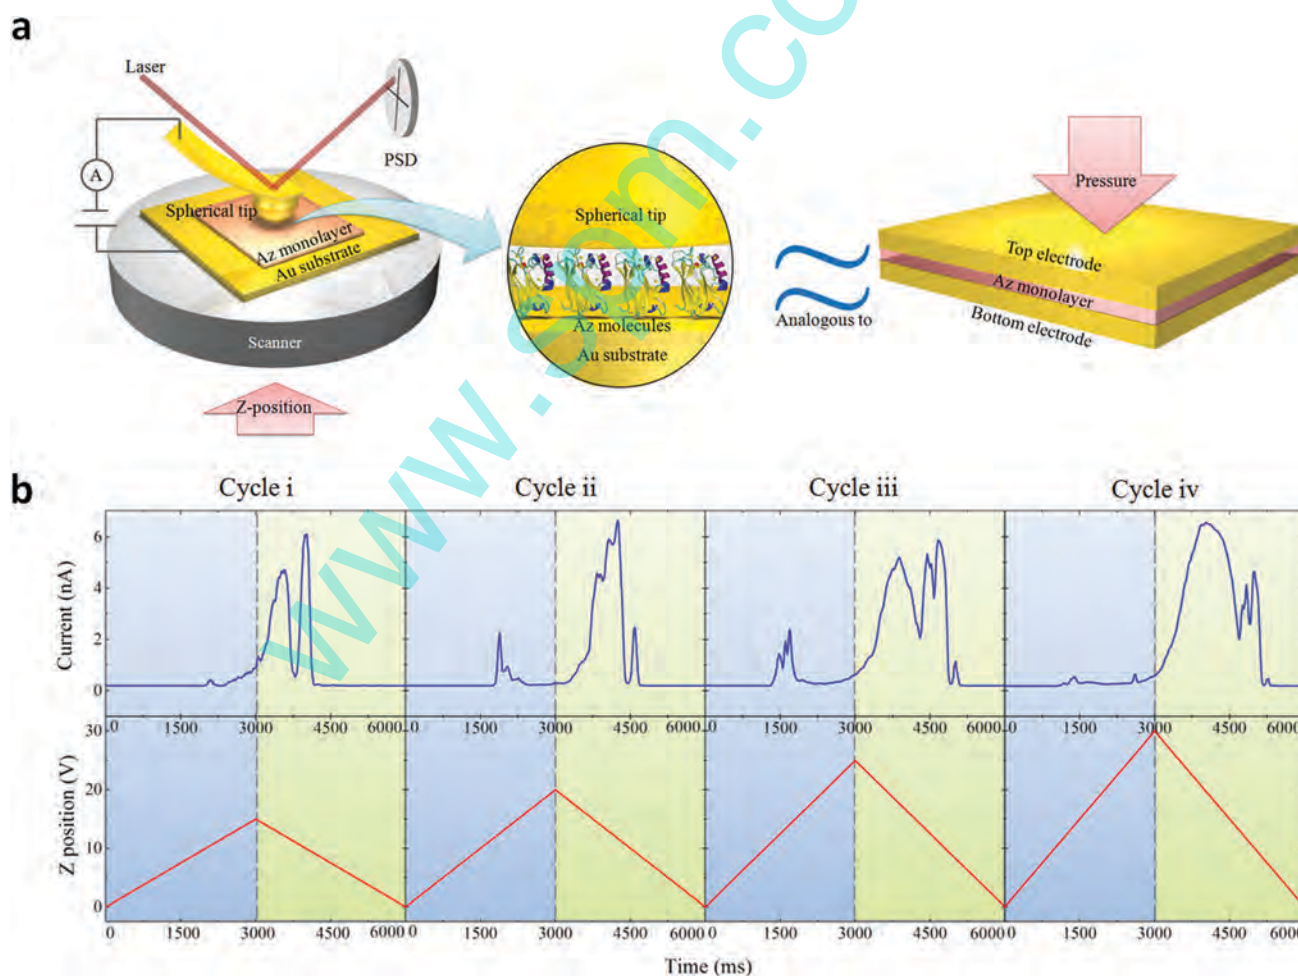 a
Laser
PSD
A
Spherical tip
Az monolayer
Au substrate
Scanner
Z-position
Spherical tip
Az molecules
Au substrate
Analogous to
Pressure
Top electrode
Az monolayer
Bottom electrode
www.spm.co
b
Cycle i
Cycle ii
Cycle iii
Cycle iv
Current (nA)
6
4
2
0
0 1500 3000 4500 6000 0 1500 3000 4500 6000 0 1500 3000 4500 6000 0 1500 3000 4500 6000
Z position (V)
30
20
10
0
0 1500 3000 4500 6000 0 1500 3000 4500 6000 0 1500 3000 4500 6000 0 1500 3000 4500 6000
Time (ms)